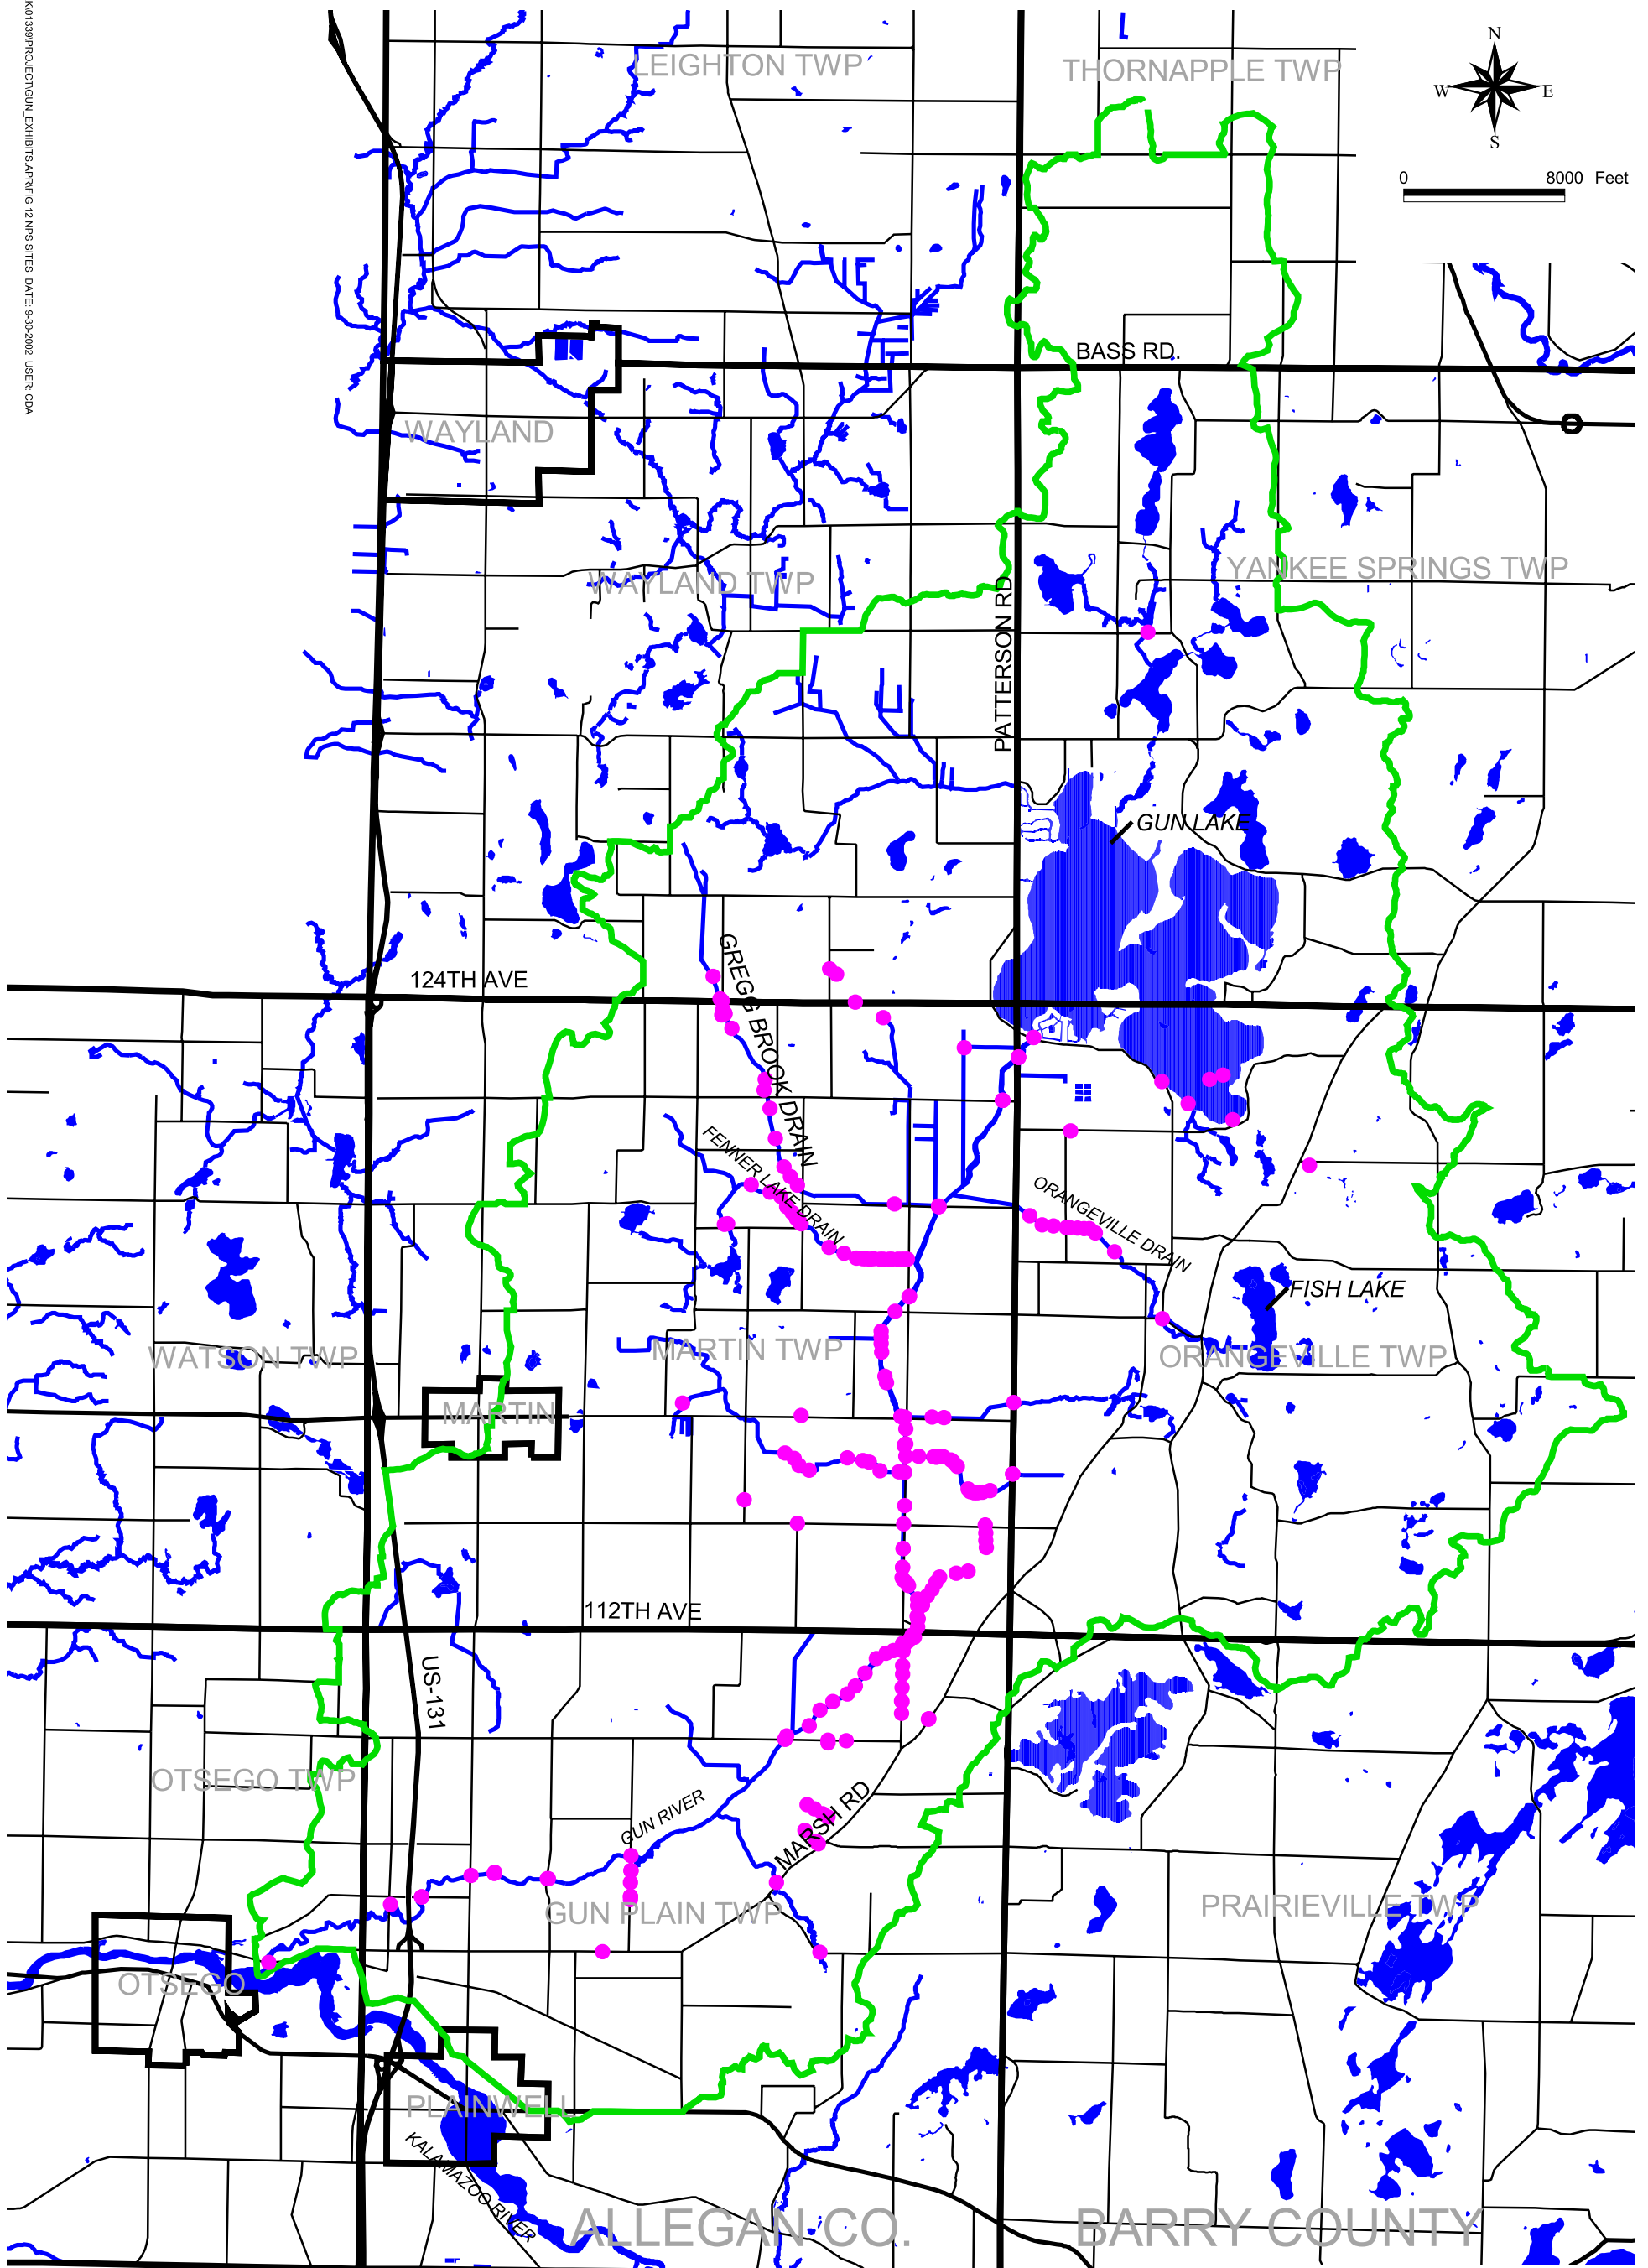 K:\01339\PROJECT\GUN_EXHIBITS.APR\FIG 12 NPS SITES DATE: 9-30-2002 USER: CDA
LEIGHTON TWP
THORNAPPLE TWP
N
W E
S
0 8000 Feet
BASS RD.
WAYLAND
WAYLAND TWP
YANKEE SPRINGS TWP
PATTERSON RD
GUN LAKE
124TH AVE
GREGG BROOK DRAIN
FENNER LAKE DRAIN
ORANGEVILLE DRAIN
FISH LAKE
WATSON TWP
MARTIN TWP
ORANGEVILLE TWP
MARTIN
112TH AVE
US-131
OTSEGO TWP
GUN RIVER
MARSH RD
GUN PLAIN TWP
PRAIRIEVILLE TWP
OTSEGO
PLAINWELL
KALAMAZOO RIVER
ALLEGAN CO.
BARRY COUNTY